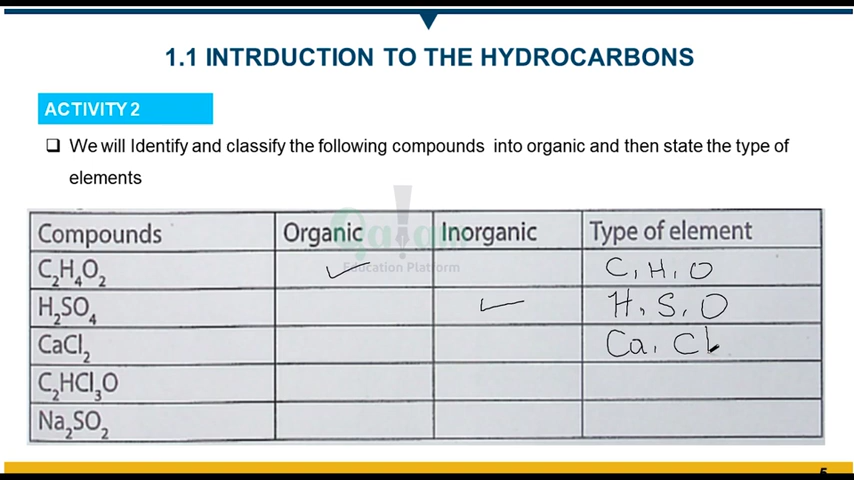 1.1 INTRDUCTION TO THE HYDROCARBONS
ACTIVITY 2
❑ We will Identify and classify the following compounds into organic and then state the type of
elements
Compounds Organic Inorganic Type of element
C₂H₄O₂ ✓ C, H, O
H₂SO₄ ✓ H, S, O
CaCl₂ Ca, Cl
C₂HCl₃O
Na₂SO₂
Qalam
Education Platform
5